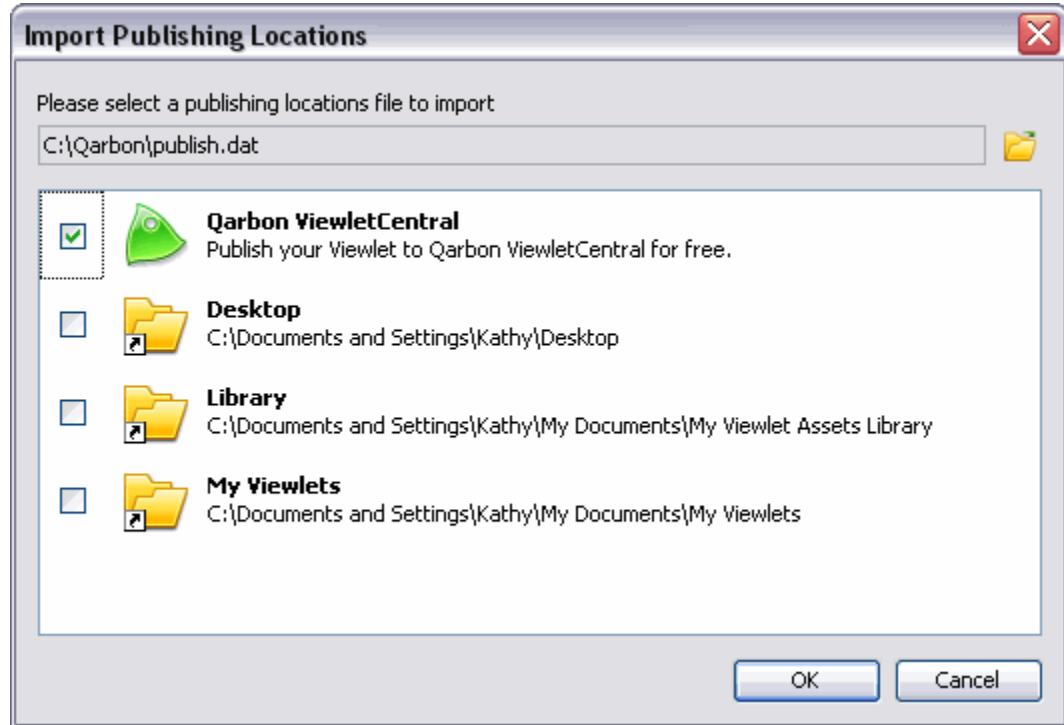 Import Publishing Locations
Please select a publishing locations file to import
C:\Qarbon\publish.dat
Qarbon ViewletCentral
Publish your Viewlet to Qarbon ViewletCentral for free.
Desktop
C:\Documents and Settings\Kathy\Desktop
Library
C:\Documents and Settings\Kathy\My Documents\My Viewlet Assets Library
My Viewlets
C:\Documents and Settings\Kathy\My Documents\My Viewlets
OK
Cancel